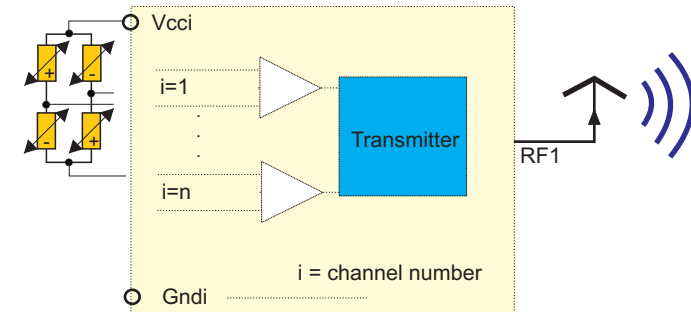 Vcci
+ -
i=1
- +
Transmitter
RF1
i=n
i = channel number
Gndi